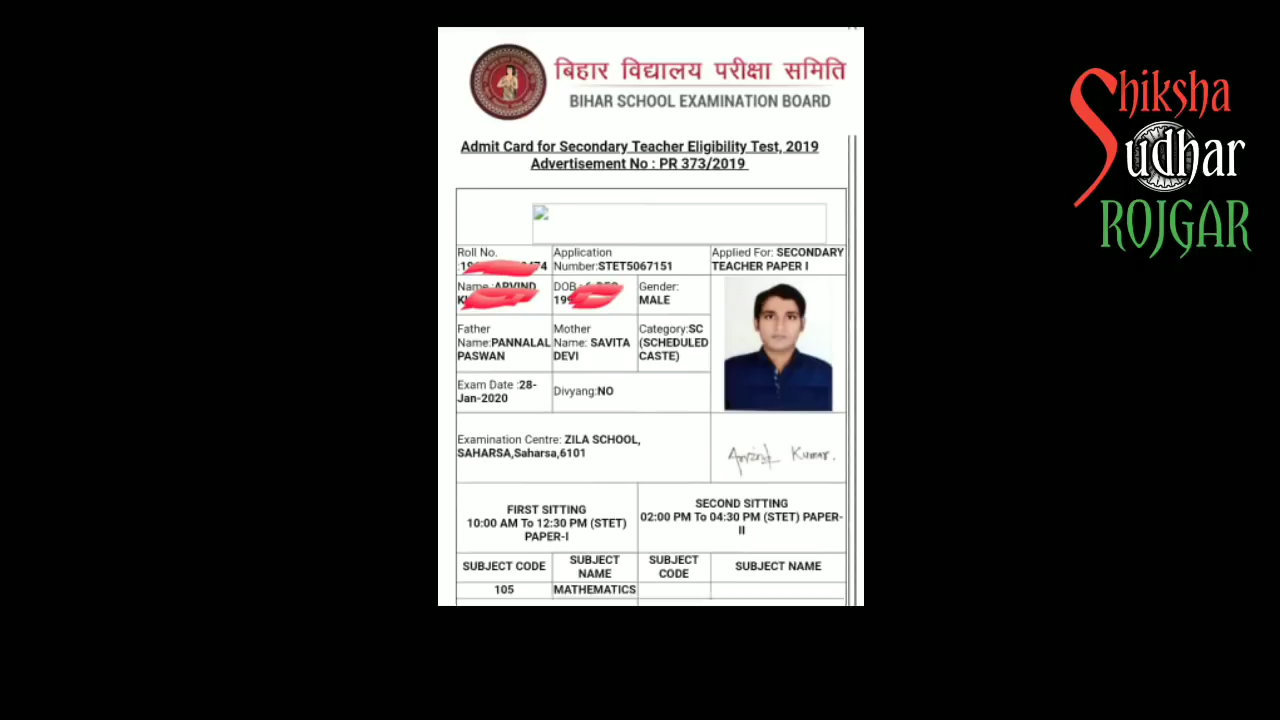 बिहार विद्यालय परीक्षा समिति
BIHAR SCHOOL EXAMINATION BOARD
Shiksha
Sudhar
ROJGAR
Admit Card for Secondary Teacher Eligibility Test, 2019
Advertisement No : PR 373/2019
Roll No.
Application
Number:STET5067151
Applied For: SECONDARY
TEACHER PAPER I
Name :ARVIND
DOB :
Gender:
MALE
Father
Name:PANNALAL
PASWAN
Mother
Name: SAVITA
DEVI
Category:SC
(SCHEDULED
CASTE)
Exam Date :28-
Jan-2020
Divyang:NO
Examination Centre: ZILA SCHOOL,
SAHARSA,Saharsa,6101
Arvind Kumar.
FIRST SITTING
10:00 AM To 12:30 PM (STET)
PAPER-I
SECOND SITTING
02:00 PM To 04:30 PM (STET) PAPER-
II
SUBJECT CODE
SUBJECT
NAME
SUBJECT
CODE
SUBJECT NAME
105
MATHEMATICS